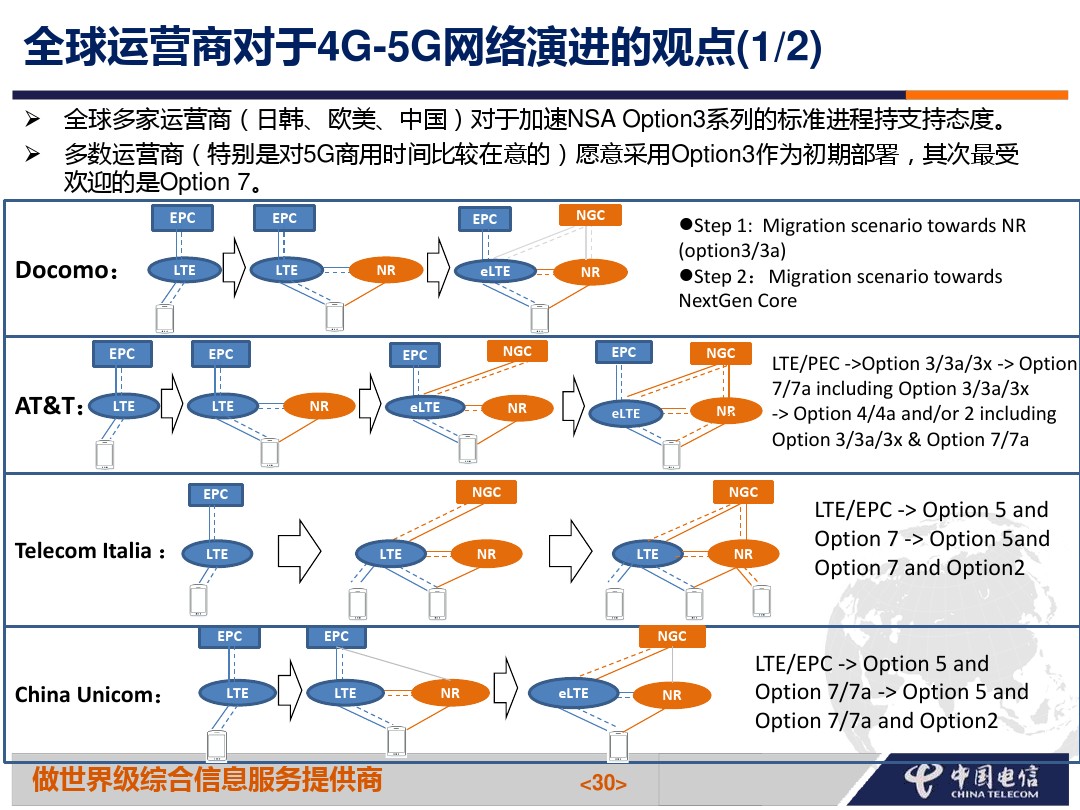 全球运营商对于4G-5G网络演进的观点(1/2)
全球多家运营商（日韩、欧美、中国）对于加速NSA Option3系列的标准进程持支持态度。
多数运营商（特别是对5G商用时间比较在意的）愿意采用Option3作为初期部署，其次最受
欢迎的是Option 7。
EPC EPC EPC NGC
Docomo：
LTE LTE NR eLTE NR
●Step 1: Migration scenario towards NR
(option3/3a)
●Step 2: Migration scenario towards
NextGen Core
EPC EPC EPC NGC EPC NGC
AT&T：
LTE LTE NR eLTE NR eLTE NR
LTE/PEC ->Option 3/3a/3x -> Option
7/7a including Option 3/3a/3x
-> Option 4/4a and/or 2 including
Option 3/3a/3x & Option 7/7a
EPC NGC NGC
Telecom Italia：
LTE LTE NR LTE NR
LTE/EPC -> Option 5 and
Option 7 -> Option 5and
Option 7 and Option2
EPC EPC NGC
China Unicom：
LTE LTE NR eLTE NR
LTE/EPC -> Option 5 and
Option 7/7a -> Option 5 and
Option 7/7a and Option2
做世界级综合信息服务提供商
<30>
中国电信
CHINA TELECOM